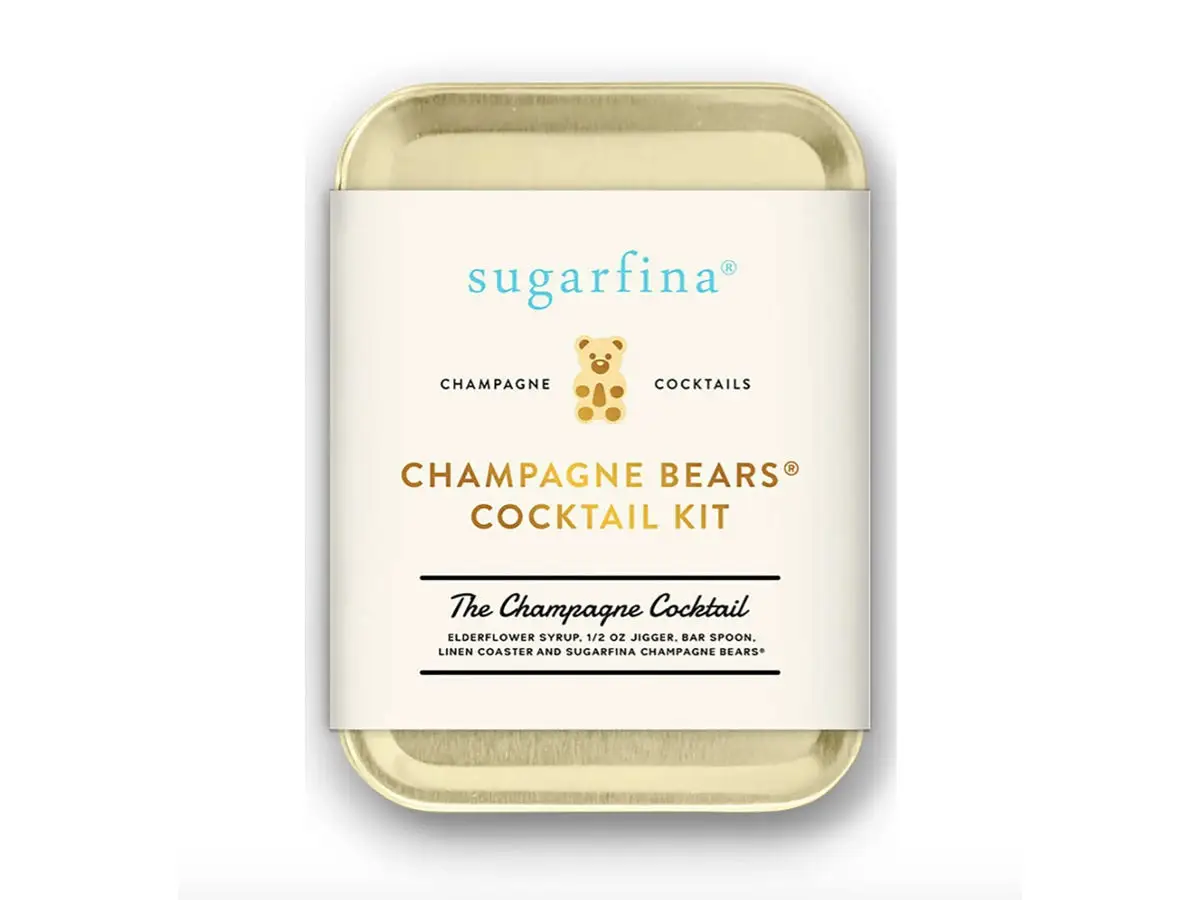 sugarfina®
CHAMPAGNE COCKTAILS
CHAMPAGNE BEARS®
COCKTAIL KIT
The Champagne Cocktail
ELDERFLOWER SYRUP, 1/2 OZ JIGGER, BAR SPOON,
LINEN COASTER AND SUGARFINA CHAMPAGNE BEARS®